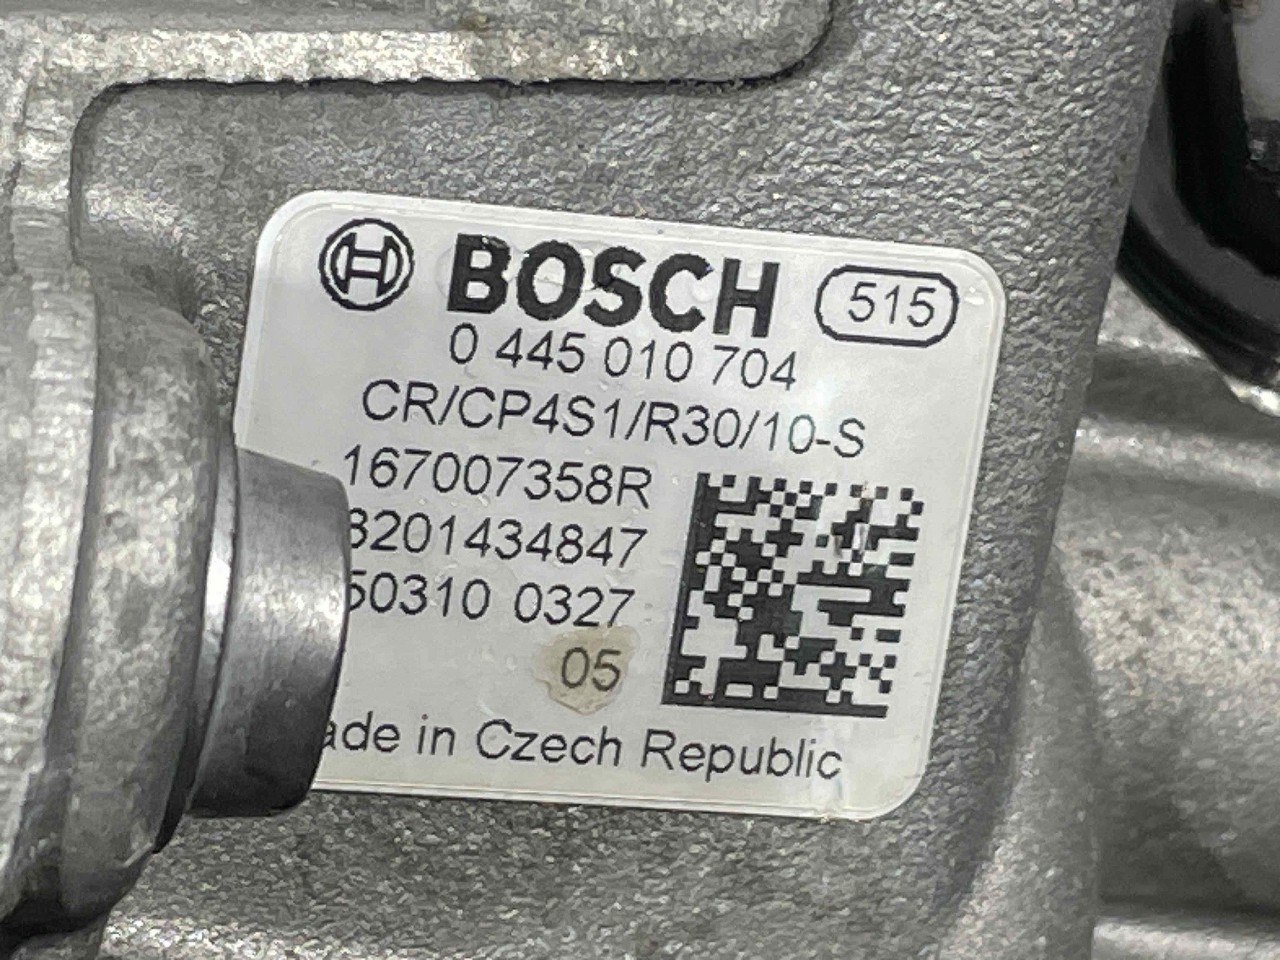 BOSCH 515
0 445 010 704
CR/CP4S1/R30/10-S
167007358R
8201434847
50310 0327
05
ade in Czech Republic